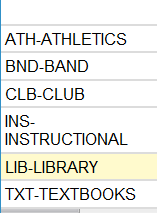 ATH-ATHLETICS
BND-BAND
CLB-CLUB
INS-
INSTRUCTIONAL
LIB-LIBRARY
TXT-TEXTBOOKS